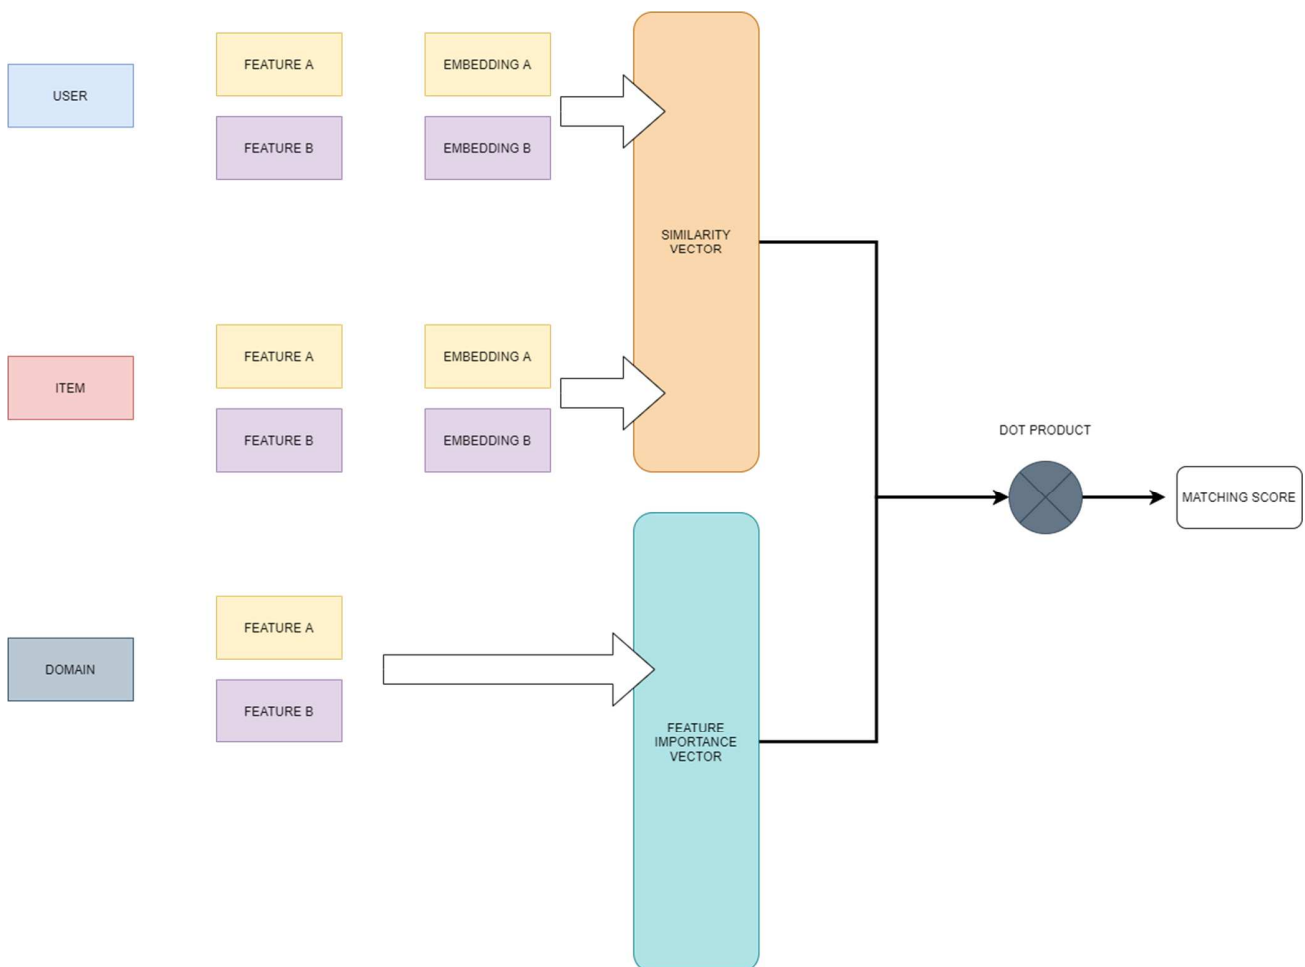 USER
FEATURE A
EMBEDDING A
FEATURE B
EMBEDDING B
SIMILARITY
VECTOR
ITEM
FEATURE A
EMBEDDING A
FEATURE B
EMBEDDING B
DOT PRODUCT
MATCHING SCORE
DOMAIN
FEATURE A
FEATURE B
FEATURE
IMPORTANCE
VECTOR